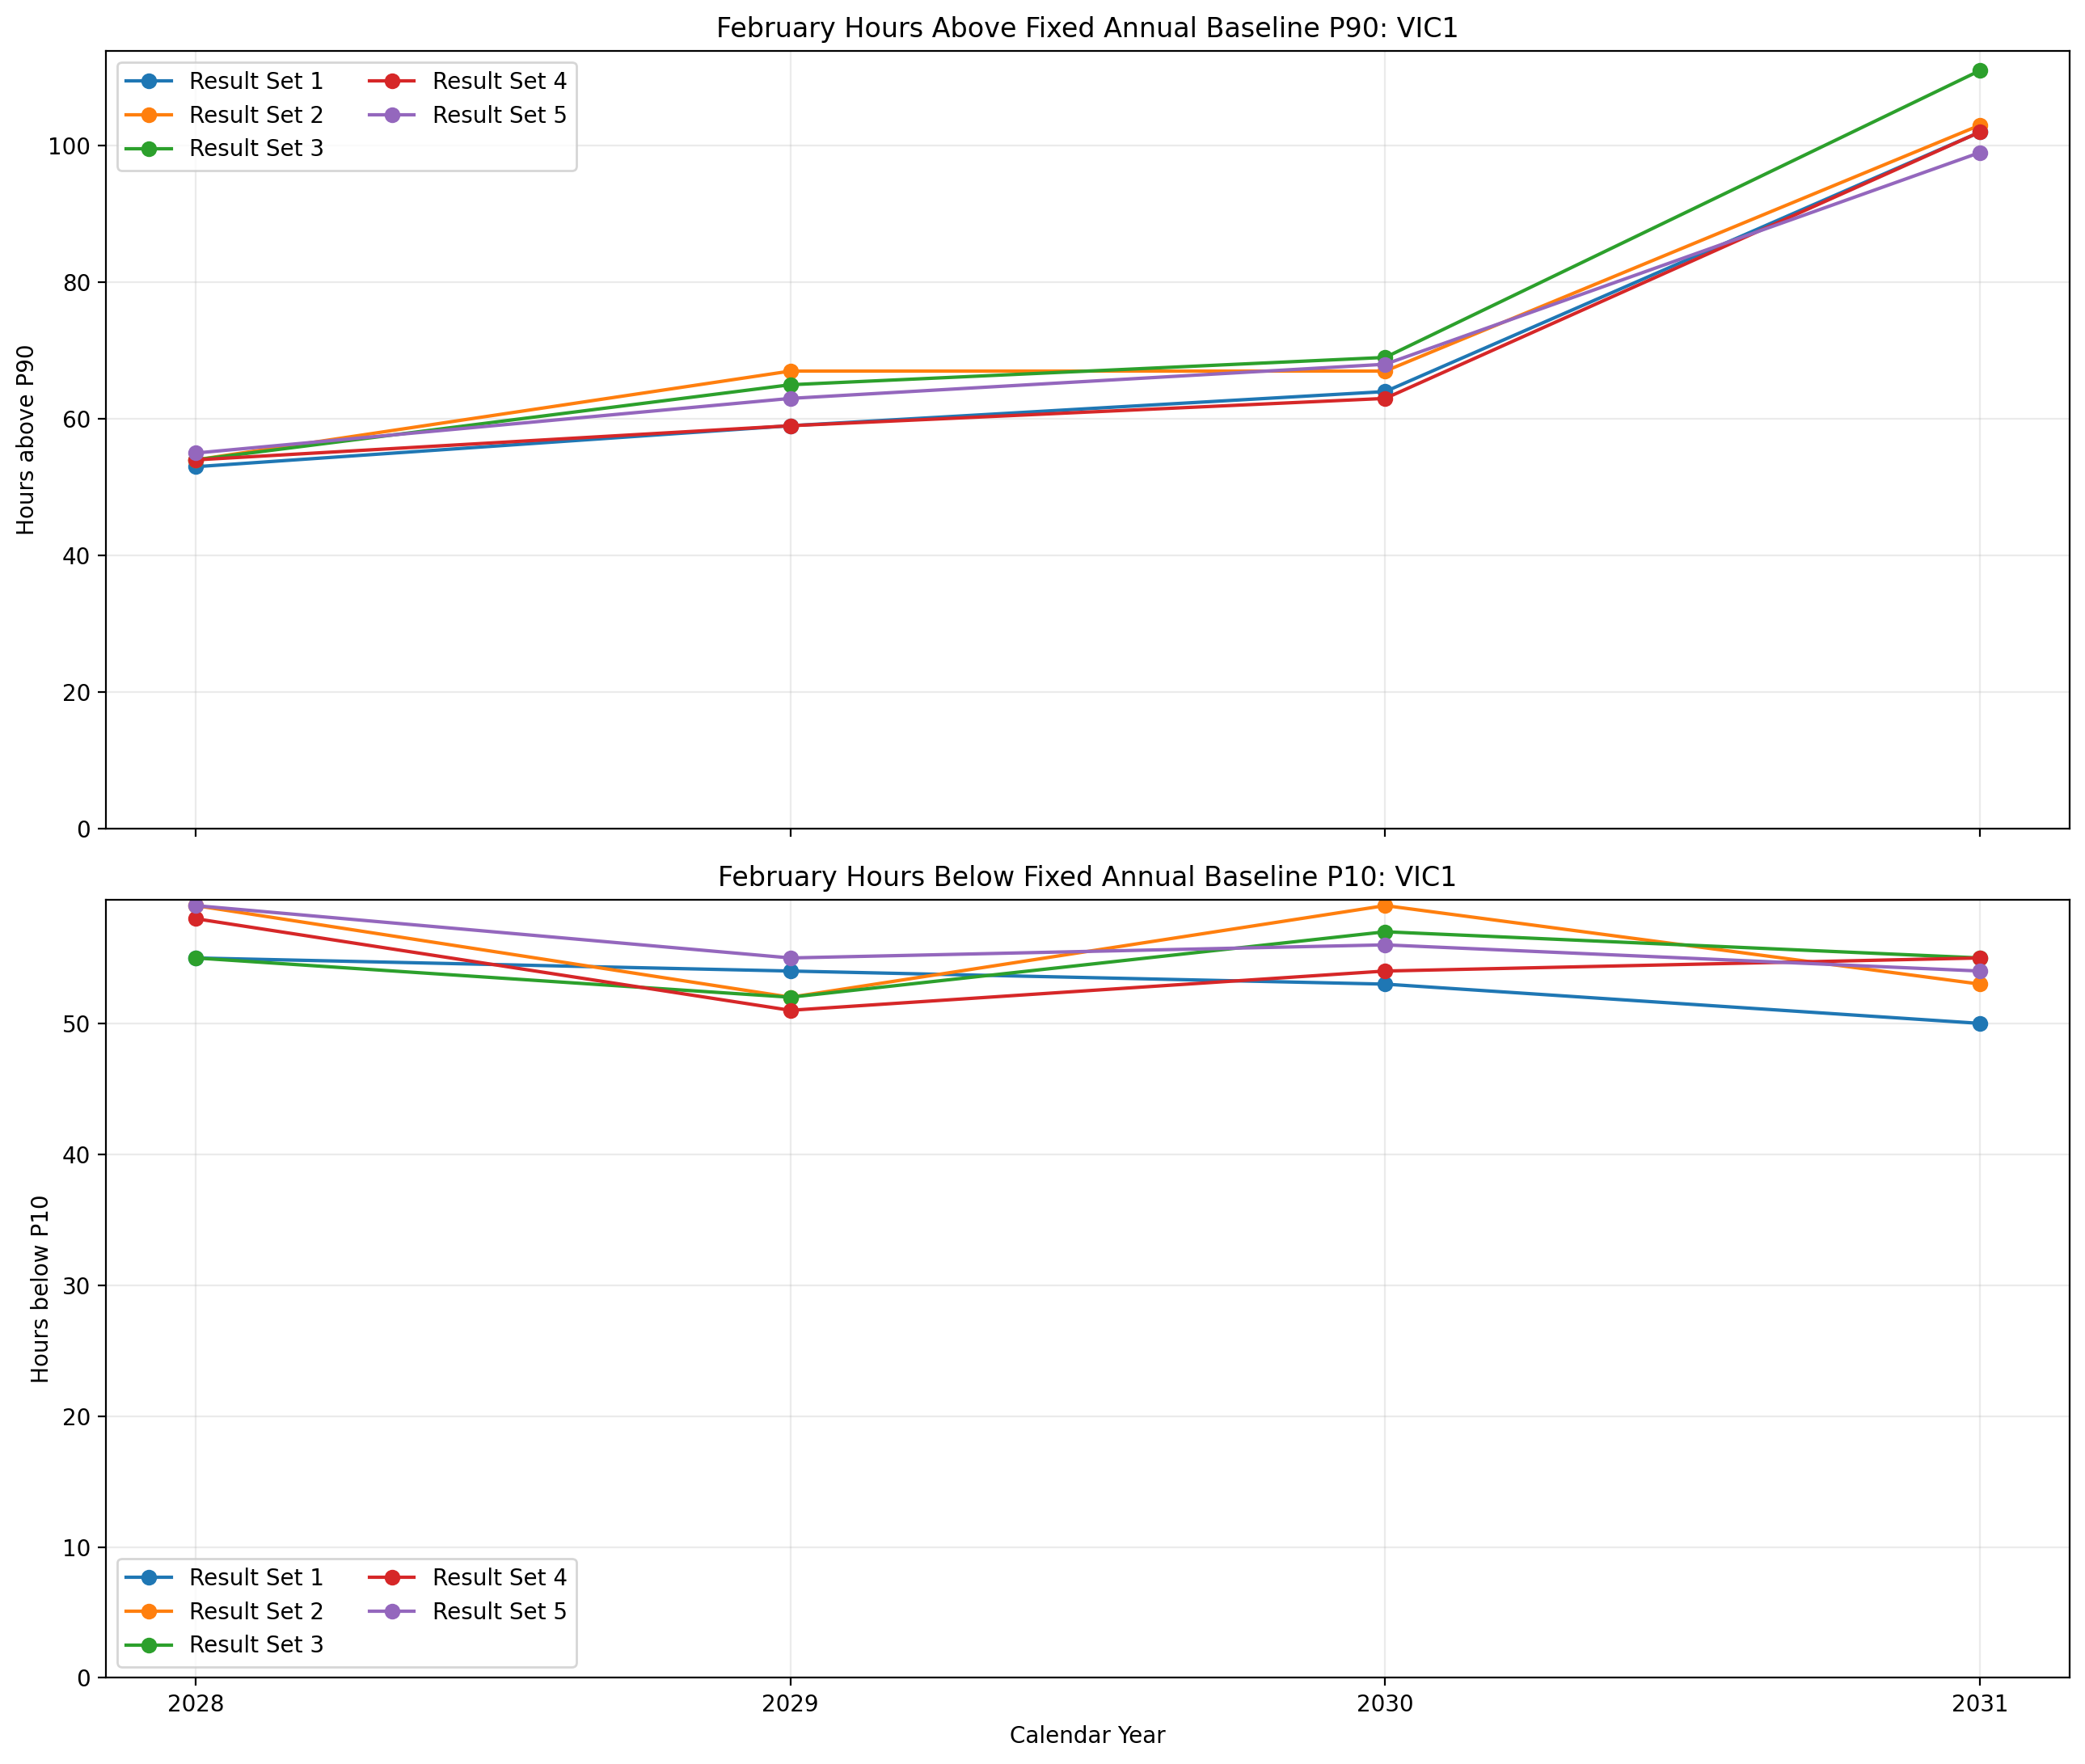 February Hours Above Fixed Annual Baseline P90: VIC1
Result Set 1
Result Set 2
Result Set 3
Result Set 4
Result Set 5
Hours above P90
100
80
60
40
20
0
February Hours Below Fixed Annual Baseline P10: VIC1
Hours below P10
50
40
30
20
10
0
Result Set 1
Result Set 2
Result Set 3
Result Set 4
Result Set 5
2028 2029 2030 2031
Calendar Year